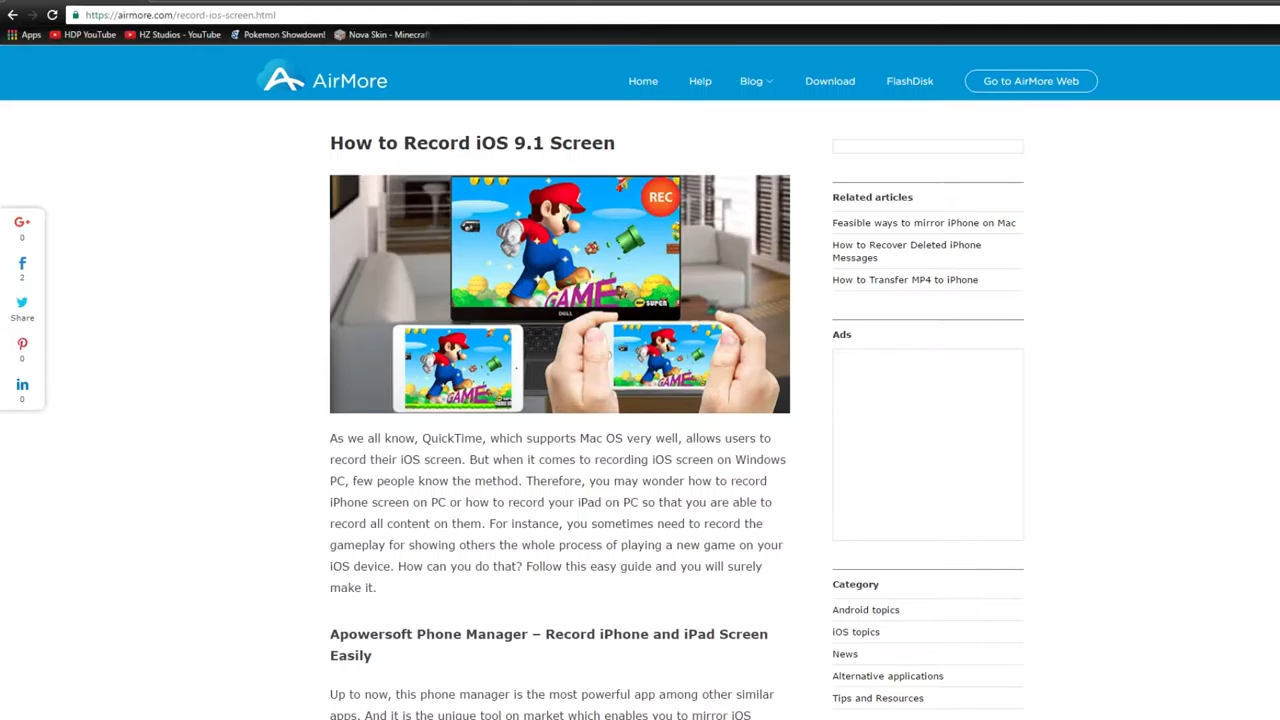 https://airmore.com/record-ios-screen.html
Apps HDP YouTube HZ Studios - YouTube Pokemon Showdown! Nova Skin - Minecraf
AirMore Home Help Blog Download FlashDisk Go to AirMore Web
How to Record iOS 9.1 Screen
REC
GAME
SUPER
DELL
GAME
GAME
G+
0
2
Share
0
in
0
As we all know, QuickTime, which supports Mac OS very well, allows users to
record their iOS screen. But when it comes to recording iOS screen on Windows
PC, few people know the method. Therefore, you may wonder how to record
iPhone screen on PC or how to record your iPad on PC so that you are able to
record all content on them. For instance, you sometimes need to record the
gameplay for showing others the whole process of playing a new game on your
iOS device. How can you do that? Follow this easy guide and you will surely
make it.
Apowersoft Phone Manager – Record iPhone and iPad Screen
Easily
Up to now, this phone manager is the most powerful app among other similar
apps. And it is the unique tool on market which enables you to mirror iOS
Related articles
Feasible ways to mirror iPhone on Mac
How to Recover Deleted iPhone
Messages
How to Transfer MP4 to iPhone
Ads
Category
Android topics
iOS topics
News
Alternative applications
Tips and Resources